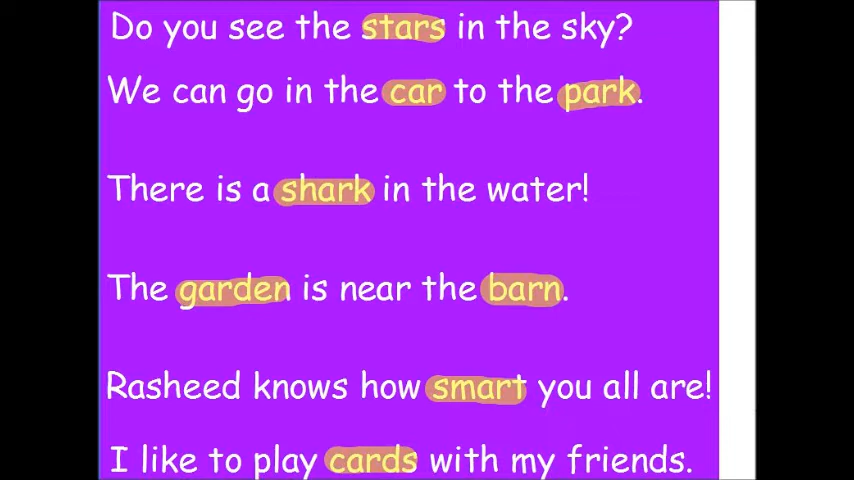 Do you see the stars in the sky?
We can go in the car to the park.
There is a shark in the water!
The garden is near the barn.
Rasheed knows how smart you all are!
I like to play cards with my friends.